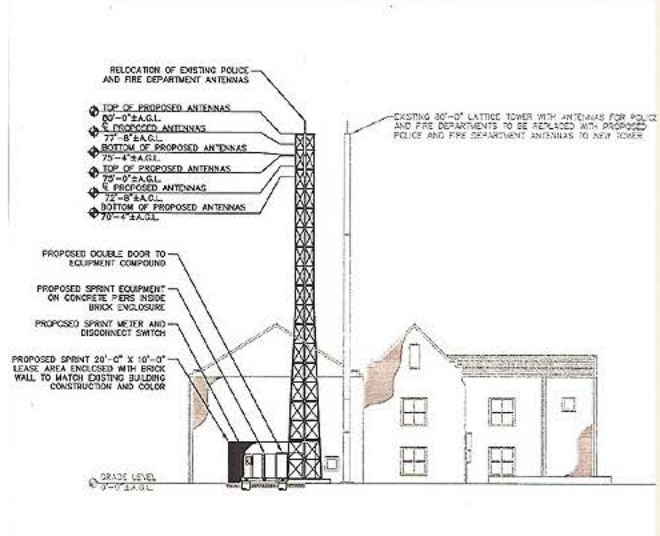 RELOCATION OF EXISTING POLICE
AND FIRE DEPARTMENT ANTENNAS
TOP OF PROPOSED ANTENNAS
80'-0"±A.G.L.
℄ PROPOSED ANTENNAS
77'-8"±A.G.L.
BOTTOM OF PROPOSED ANTENNAS
75'-4"±A.G.L.
TOP OF PROPOSED ANTENNAS
75'-0"±A.G.L.
℄ PROPOSED ANTENNAS
72'-8"±A.G.L.
BOTTOM OF PROPOSED ANTENNAS
70'-4"±A.G.L.
EXISTING 80'-0" LATTICE TOWER WITH ANTENNAS FOR POLIC
AND FIRE DEPARTMENTS TO BE REPLACED WITH PROPOSED
POLICE AND FIRE DEPARTMENT ANTENNAS TO NEW TOWER
PROPOSED DOUBLE DOOR TO
EQUIPMENT COMPOUND
PROPOSED SPRINT EQUIPMENT
ON CONCRETE PIERS INSIDE
BRICK ENCLOSURE
PROPOSED SPRINT METER AND
DISCONNECT SWITCH
PROPOSED SPRINT 20'-0" X 10'-0"
LEASE AREA ENCLOSED WITH BRICK
WALL TO MATCH EXISTING BUILDING
CONSTRUCTION AND COLOR
GRADE LEVEL
0'-0"±A.G.L.